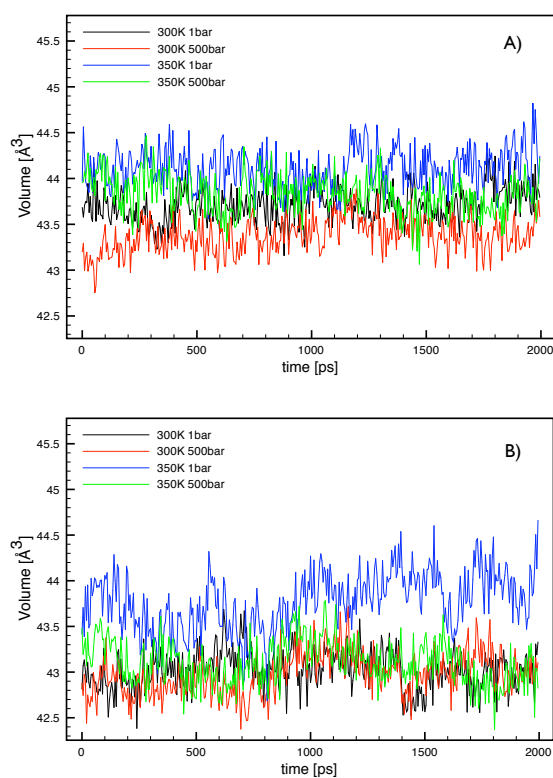 A)
300K 1bar
300K 500bar
350K 1bar
350K 500bar
45.5
45
44.5
44
43.5
43
42.5
Volume [Å3]
0 500 1000 1500 2000
time [ps]
B)
300K 1bar
300K 500bar
350K 1bar
350K 500bar
45.5
45
44.5
44
43.5
43
42.5
Volume [Å3]
0 500 1000 1500 2000
time [ps]